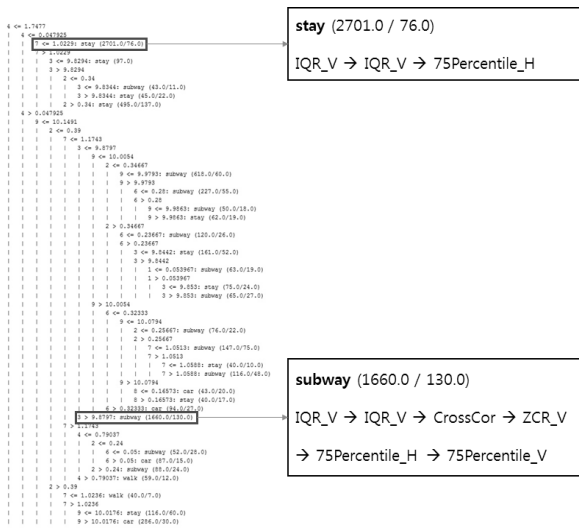 4 <= 1.7477
| 4 <= 0.047925
| | 7 <= 1.0229: stay (2701.0/76.0)
| | 7 > 1.0229
| | | 3 <= 9.8294: stay (97.0)
| | | 3 > 9.8294
| | | | 2 <= 0.34
| | | | | 3 <= 9.8344: subway (43.0/11.0)
| | | | | 3 > 9.8344: stay (45.0/22.0)
| | | | 2 > 0.34: stay (495.0/137.0)
| 4 > 0.047925
| | 9 <= 10.1491
| | | 2 <= 0.39
| | | | 7 <= 1.1743
| | | | | 3 <= 9.8797
| | | | | | 9 <= 10.0054
| | | | | | | 2 <= 0.34667
| | | | | | | | 9 <= 9.9793: subway (618.0/60.0)
| | | | | | | | 9 > 9.9793
| | | | | | | | | 6 <= 0.28: subway (227.0/55.0)
| | | | | | | | | 6 > 0.28
| | | | | | | | | | 9 <= 9.9863: subway (50.0/18.0)
| | | | | | | | | | 9 > 9.9863: stay (62.0/19.0)
| | | | | | | 2 > 0.34667
| | | | | | | | 6 <= 0.23667: subway (120.0/26.0)
| | | | | | | | 6 > 0.23667
| | | | | | | | | 3 <= 9.8442: stay (161.0/52.0)
| | | | | | | | | 3 > 9.8442
| | | | | | | | | | 1 <= 0.053967: subway (63.0/19.0)
| | | | | | | | | | 1 > 0.053967
| | | | | | | | | | | 3 <= 9.853: stay (75.0/24.0)
| | | | | | | | | | | 3 > 9.853: subway (65.0/27.0)
| | | | | | 9 > 10.0054
| | | | | | | 6 <= 0.32333
| | | | | | | | 9 <= 10.0794
| | | | | | | | | 2 <= 0.25667: subway (76.0/22.0)
| | | | | | | | | 2 > 0.25667
| | | | | | | | | | 7 <= 1.0513: subway (147.0/75.0)
| | | | | | | | | | 7 > 1.0513
| | | | | | | | | | | 7 <= 1.0588: stay (40.0/10.0)
| | | | | | | | | | | 7 > 1.0588: subway (116.0/48.0)
| | | | | | | | 9 > 10.0794
| | | | | | | | | 8 <= 0.16573: car (43.0/20.0)
| | | | | | | | | 8 > 0.16573: stay (40.0/17.0)
| | | | | | | 6 > 0.32333: car (94.0/27.0)
| | | | | 3 > 9.8797: subway (1660.0/130.0)
| | | | 7 > 1.1743
| | | | | 4 <= 0.79037
| | | | | | 2 <= 0.24
| | | | | | | 6 <= 0.05: subway (52.0/28.0)
| | | | | | | 6 > 0.05: car (87.0/15.0)
| | | | | | 2 > 0.24: subway (88.0/24.0)
| | | | | 4 > 0.79037: walk (59.0/12.0)
| | | 2 > 0.39
| | | | 7 <= 1.0236: walk (40.0/7.0)
| | | | 7 > 1.0236
| | | | | 9 <= 10.0176: stay (116.0/60.0)
| | | | | 9 > 10.0176: car (286.0/30.0)
stay (2701.0 / 76.0)
IQR_V → IQR_V → 75Percentile_H
subway (1660.0 / 130.0)
IQR_V → IQR_V → CrossCor → ZCR_V
→ 75Percentile_H → 75Percentile_V